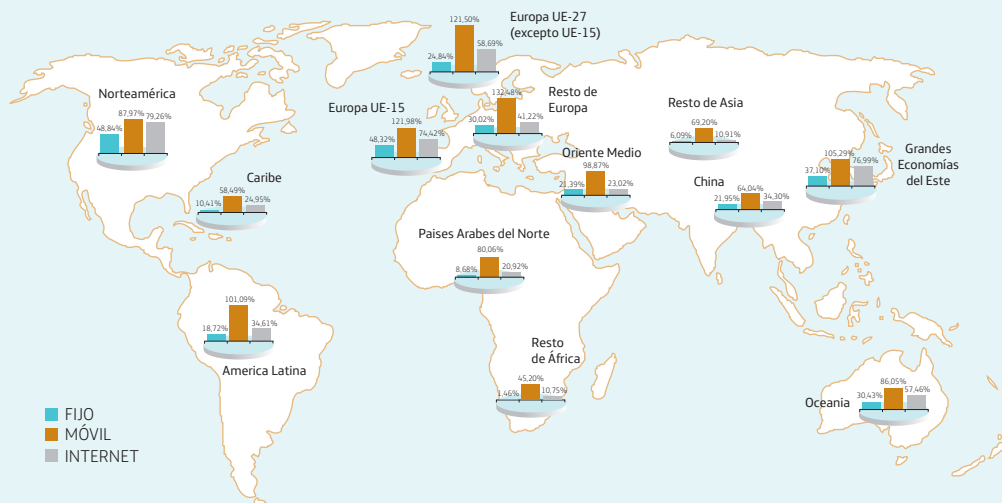 Europa UE-27
(excepto UE-15)
121,50%
24,84%
58,69%
Norteamérica
87,97%
48,84%
79,26%
Europa UE-15
121,98%
48,32%
74,42%
Resto de
Europa
132,48%
30,02%
41,22%
Resto de Asia
69,20%
6,09%
10,91%
Grandes
Economías
del Este
105,29%
37,10%
76,99%
Oriente Medio
98,87%
21,39%
23,02%
China
64,04%
21,95%
34,30%
Caribe
58,49%
10,41%
24,95%
Paises Arabes del Norte
80,06%
8,68%
20,92%
101,09%
18,72%
34,61%
America Latina
Resto
de África
45,20%
1,46%
10,75%
Oceania
86,05%
30,43%
57,46%
FIJO
MÓVIL
INTERNET